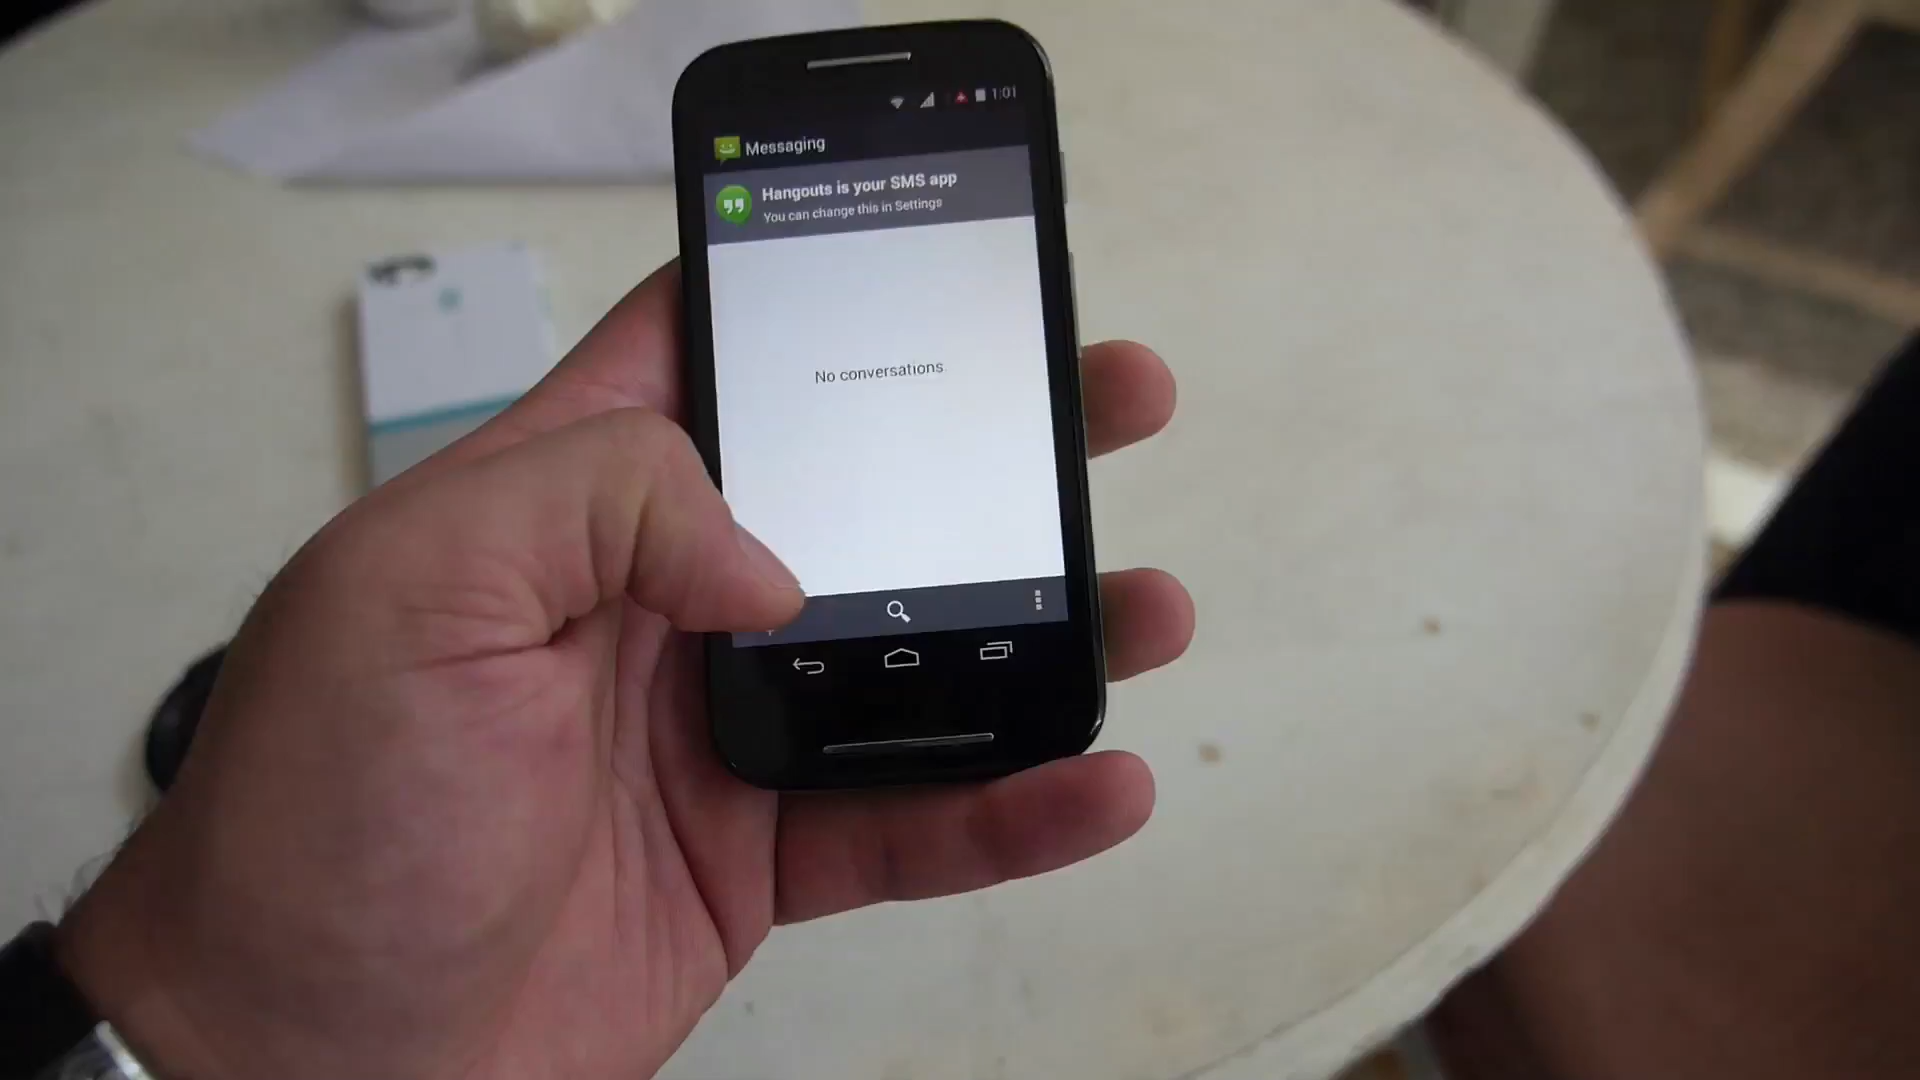 1:01
Messaging
Hangouts is your SMS app
You can change this in Settings
No conversations.